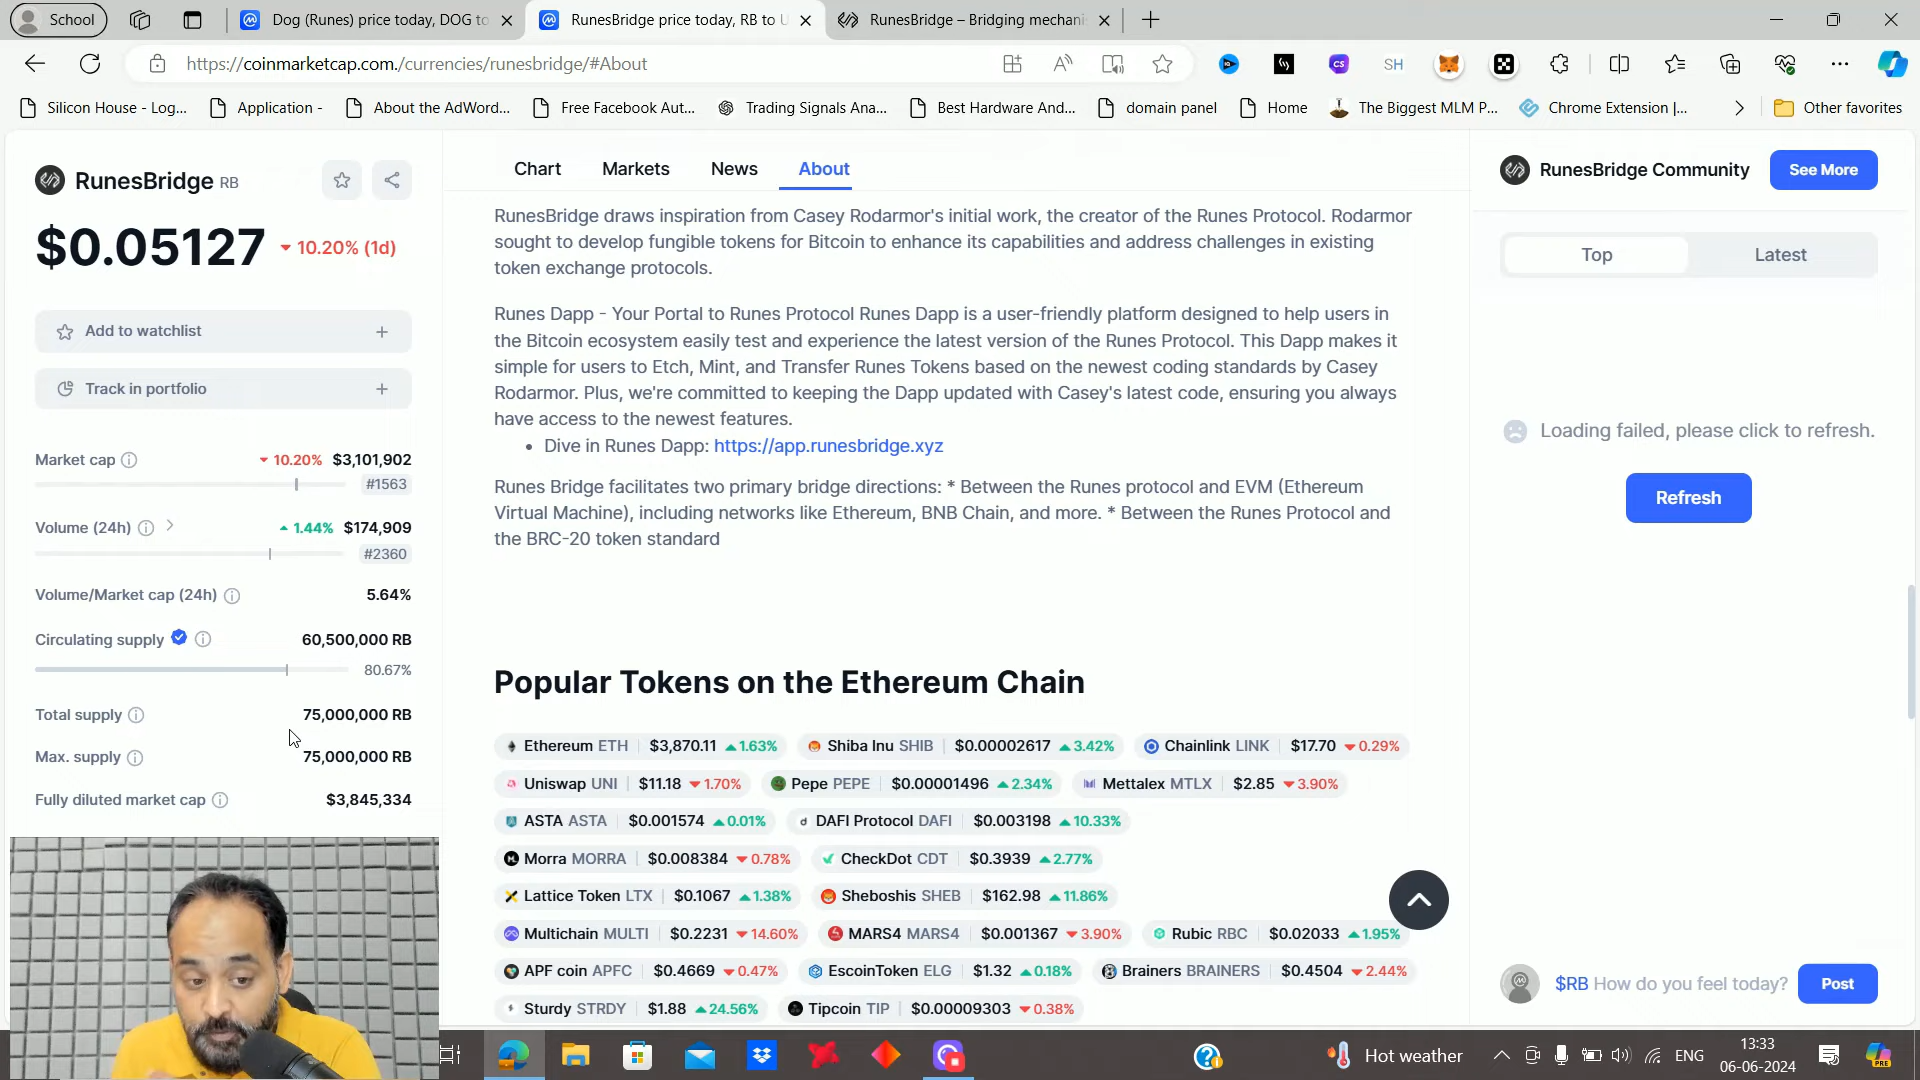 School
Dog (Runes) price today, DOG to
RunesBridge price today, RB to U
RunesBridge – Bridging mechani
https://coinmarketcap.com./currencies/runesbridge/#About
Silicon House - Log...
Application -
About the AdWord...
Free Facebook Aut...
Trading Signals Ana...
Best Hardware And...
domain panel
Home
The Biggest MLM P...
Chrome Extension |...
Other favorites
RunesBridge RB
$0.05127 10.20% (1d)
Add to watchlist
Track in portfolio
Market cap 10.20% $3,101,902
#1563
Volume (24h) 1.44% $174,909
#2360
Volume/Market cap (24h) 5.64%
Circulating supply 60,500,000 RB
80.67%
Total supply 75,000,000 RB
Max. supply 75,000,000 RB
Fully diluted market cap $3,845,334
Chart Markets News About
RunesBridge draws inspiration from Casey Rodarmor's initial work, the creator of the Runes Protocol. Rodarmor
sought to develop fungible tokens for Bitcoin to enhance its capabilities and address challenges in existing
token exchange protocols.
Runes Dapp - Your Portal to Runes Protocol Runes Dapp is a user-friendly platform designed to help users in
the Bitcoin ecosystem easily test and experience the latest version of the Runes Protocol. This Dapp makes it
simple for users to Etch, Mint, and Transfer Runes Tokens based on the newest coding standards by Casey
Rodarmor. Plus, we're committed to keeping the Dapp updated with Casey's latest code, ensuring you always
have access to the newest features.
• Dive in Runes Dapp: https://app.runesbridge.xyz
Runes Bridge facilitates two primary bridge directions: * Between the Runes protocol and EVM (Ethereum
Virtual Machine), including networks like Ethereum, BNB Chain, and more. * Between the Runes Protocol and
the BRC-20 token standard
Popular Tokens on the Ethereum Chain
Ethereum ETH $3,870.11 1.63% Shiba Inu SHIB $0.00002617 3.42% Chainlink LINK $17.70 0.29%
Uniswap UNI $11.18 1.70% Pepe PEPE $0.00001496 2.34% Mettalex MTLX $2.85 3.90%
ASTA ASTA $0.001574 0.01% DAFI Protocol DAFI $0.003198 10.33%
Morra MORRA $0.008384 0.78% CheckDot CDT $0.3939 2.77%
Lattice Token LTX $0.1067 1.38% Sheboshis SHEB $162.98 11.86%
Multichain MULTI $0.2231 14.60% MARS4 MARS4 $0.001367 3.90% Rubic RBC $0.02033 1.95%
APF coin APFC $0.4669 0.47% EscoinToken ELG $1.32 0.18% Brainers BRAINERS $0.4504 2.44%
Sturdy STRDY $1.88 24.56% Tipcoin TIP $0.00009303 0.38%
RunesBridge Community See More
Top Latest
Loading failed, please click to refresh.
Refresh
$RB How do you feel today? Post
Hot weather
ENG
13:33
06-06-2024